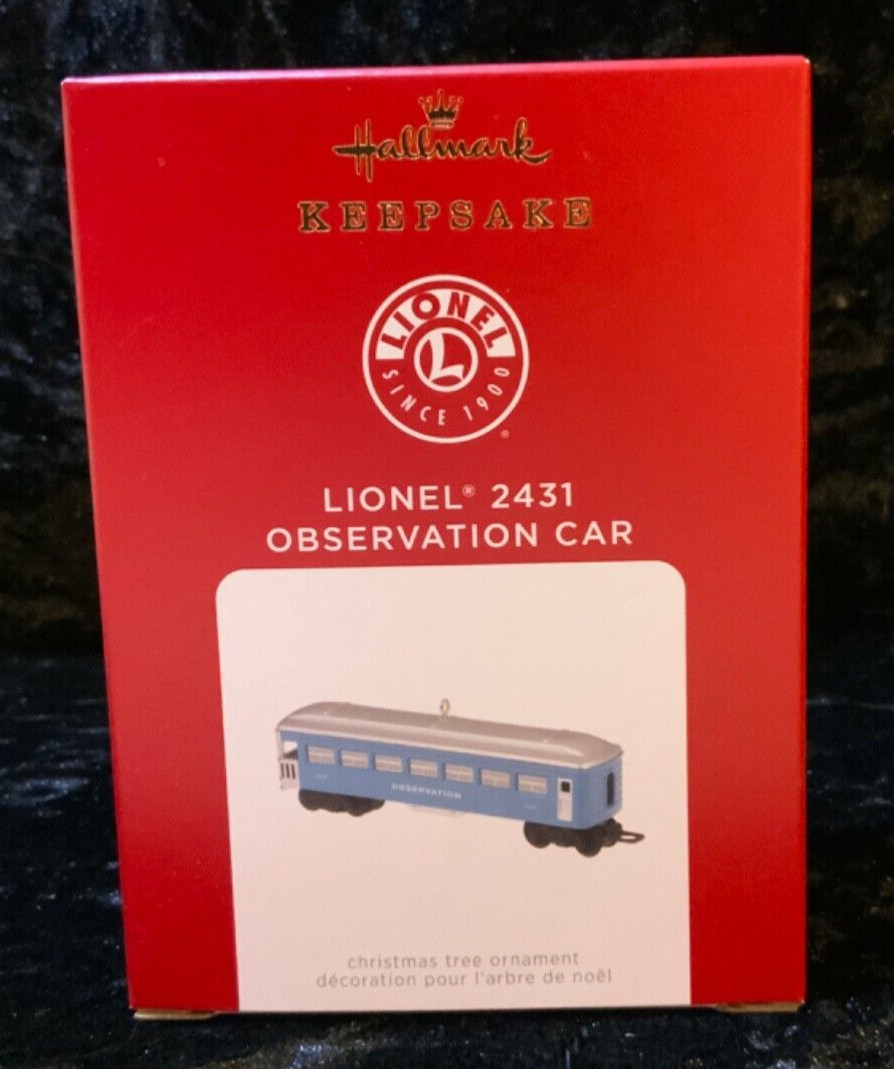 Hallmark
KEEPSAKE
LIONEL
L
SINCE 1900
®
LIONEL® 2431
OBSERVATION CAR
OBSERVATION
christmas tree ornament
décoration pour l'arbre de noël